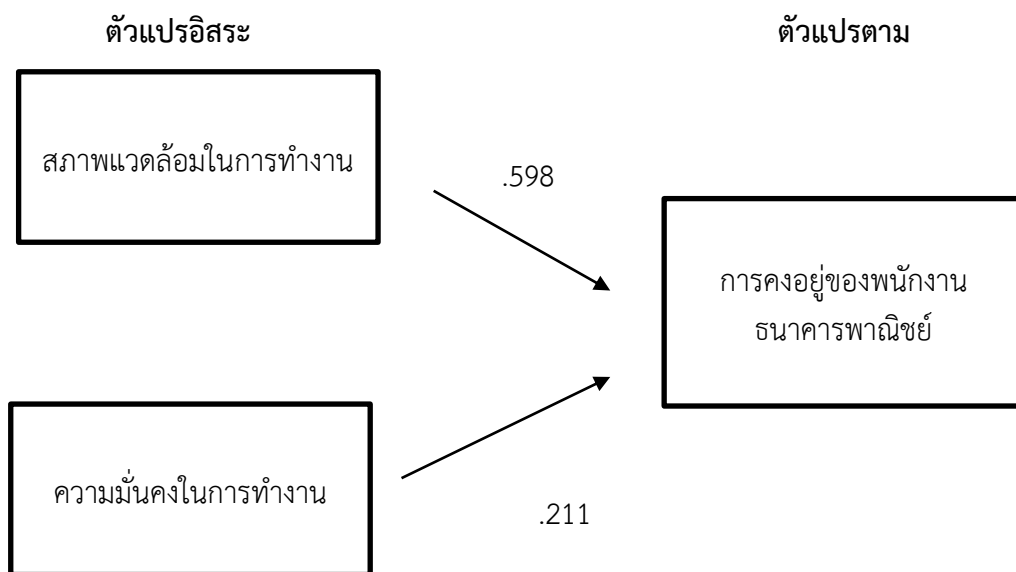 ตัวแปรอิสระ
ตัวแปรตาม
สภาพแวดล้อมในการทำงาน
.598
การคงอยู่ของพนักงาน
ธนาคารพาณิชย์
ความมั่นคงในการทำงาน
.211